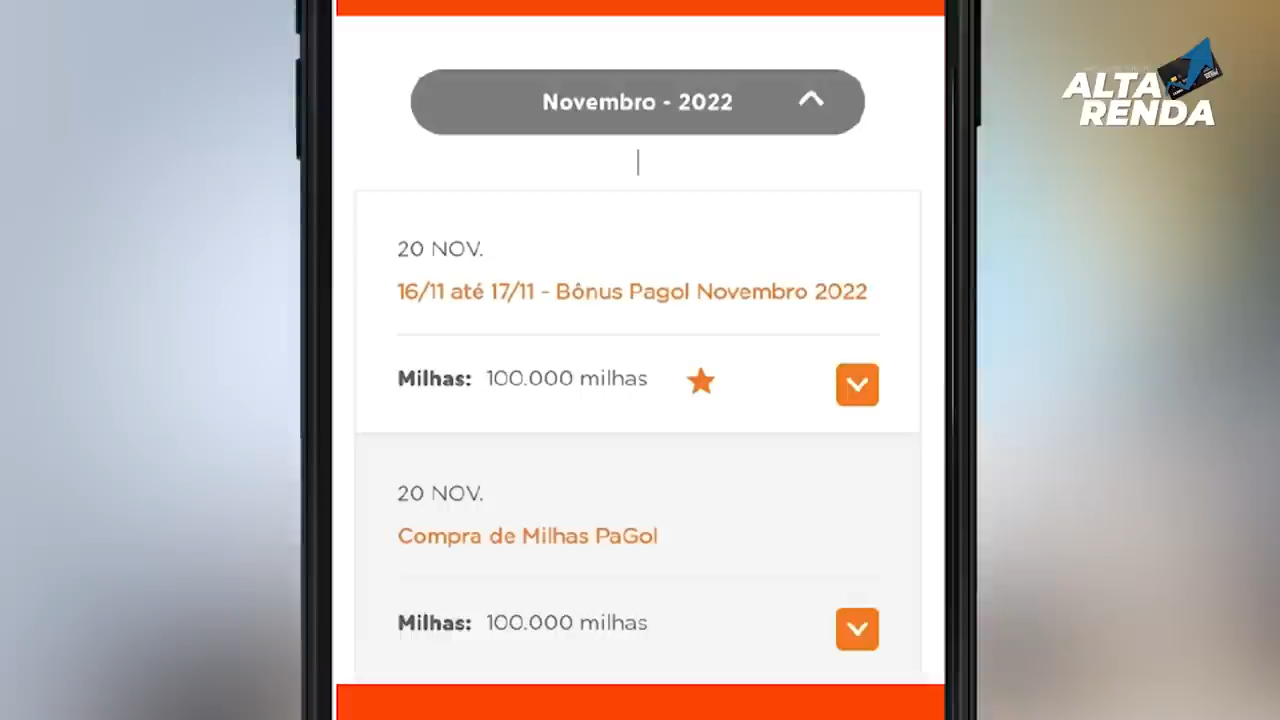 ALTA
RENDA
Novembro - 2022
20 NOV.
16/11 até 17/11 - Bônus Pagol Novembro 2022
Milhas: 100.000 milhas
20 NOV.
Compra de Milhas PaGol
Milhas: 100.000 milhas